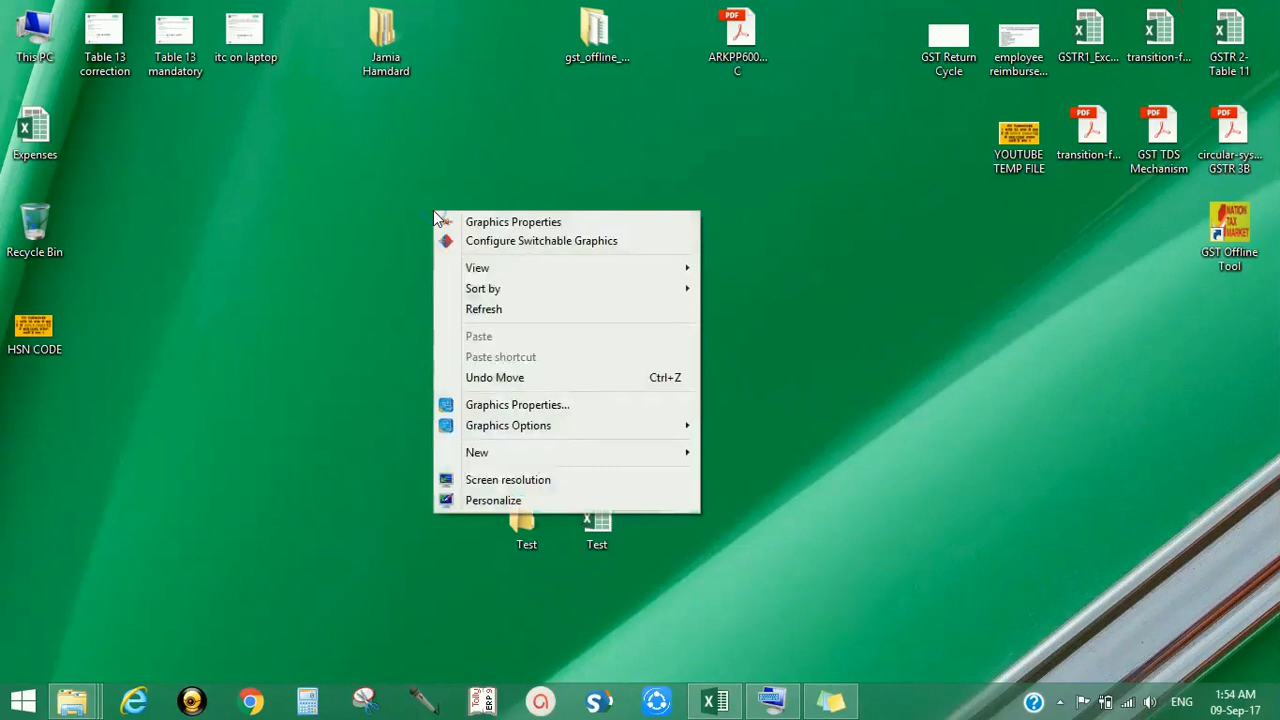 This PC
Table 13
correction
Table 13
mandatory
itc on laptop
Jamia
Hamdard
gst_offline_...
PDF
ARKPP600...
C
GST Return
Cycle
employee
reimburse...
GSTR1_Exc...
transition-f...
GSTR 2-
Table 11
Expenses
YOUTUBE
TEMP FILE
PDF
transition-f...
PDF
GST TDS
Mechanism
PDF
circular-sys...
GSTR 3B
Recycle Bin
NATION
TAX
MARKET
GST Offline
Tool
HSN CODE
Graphics Properties
Configure Switchable Graphics
View
Sort by
Refresh
Paste
Paste shortcut
Undo Move Ctrl+Z
Graphics Properties...
Graphics Options
New
Screen resolution
Personalize
Test
Test
ENG
1:54 AM
09-Sep-17